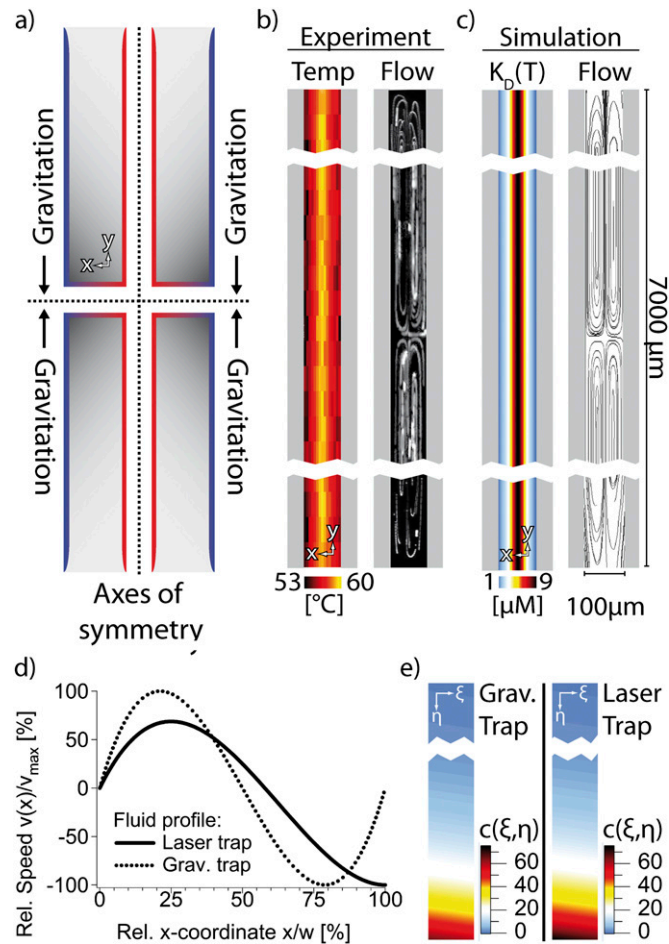 a)
Gravitation
Gravitation
x
y
Gravitation
Gravitation
Axes of
symmetry
b)
Experiment
Temp
Flow
x
y
53
60
[°C]
c)
Simulation
K_D(T)
Flow
7000 µm
x
y
1
9
[µM]
100µm
d)
Rel. Speed v(x)/v_max [%]
100
50
0
-50
-100
Fluid profile:
Laser trap
Grav. trap
0
25
50
75
100
Rel. x-coordinate x/w [%]
e)
ξ
η
Grav.
Trap
c(ξ,η)
60
40
20
0
ξ
η
Laser
Trap
c(ξ,η)
60
40
20
0